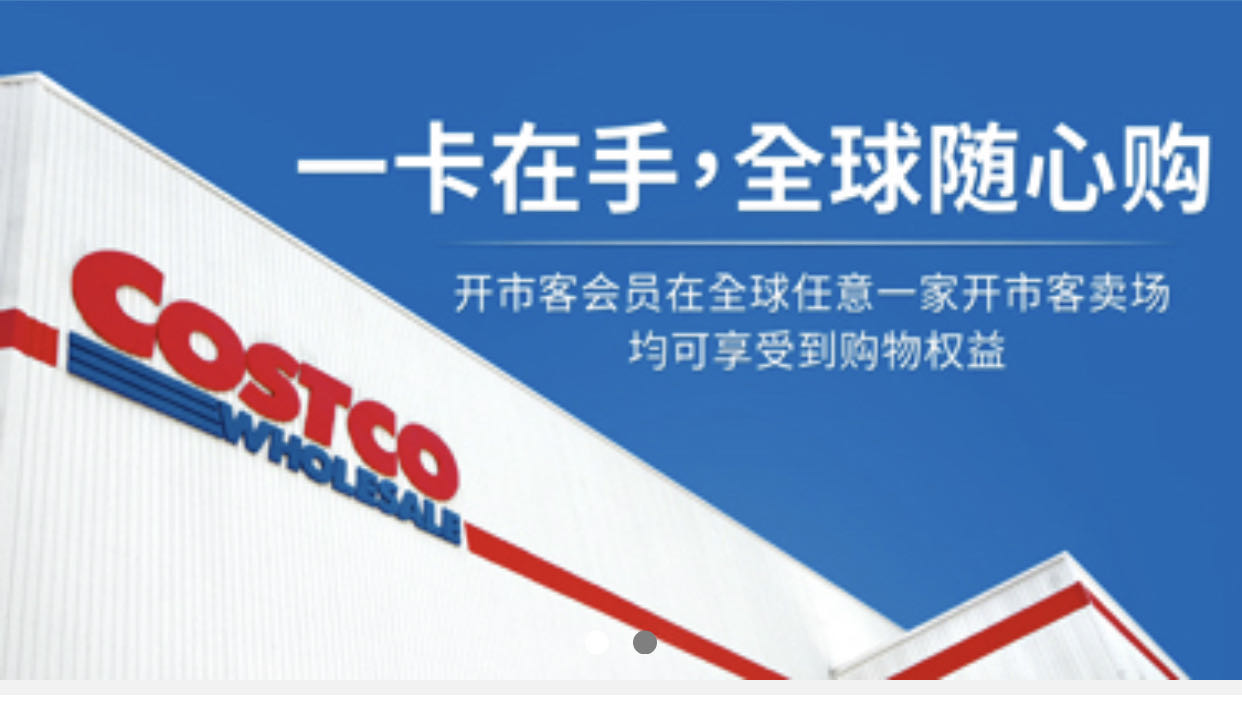 一卡在手，全球随心购
开市客会员在全球任意一家开市客卖场
均可享受到购物权益
COSTCO
WHOLESALE